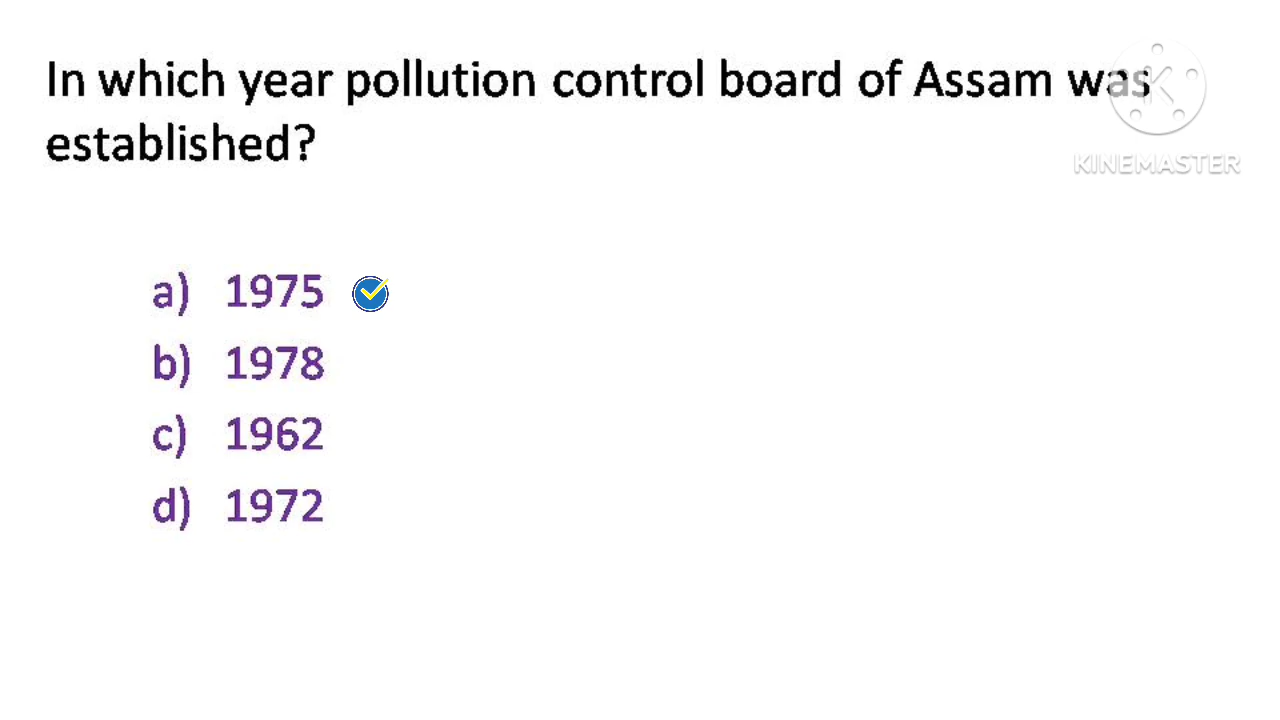 In which year pollution control board of Assam was
established?
KINEMASTER
a) 1975
b) 1978
c) 1962
d) 1972